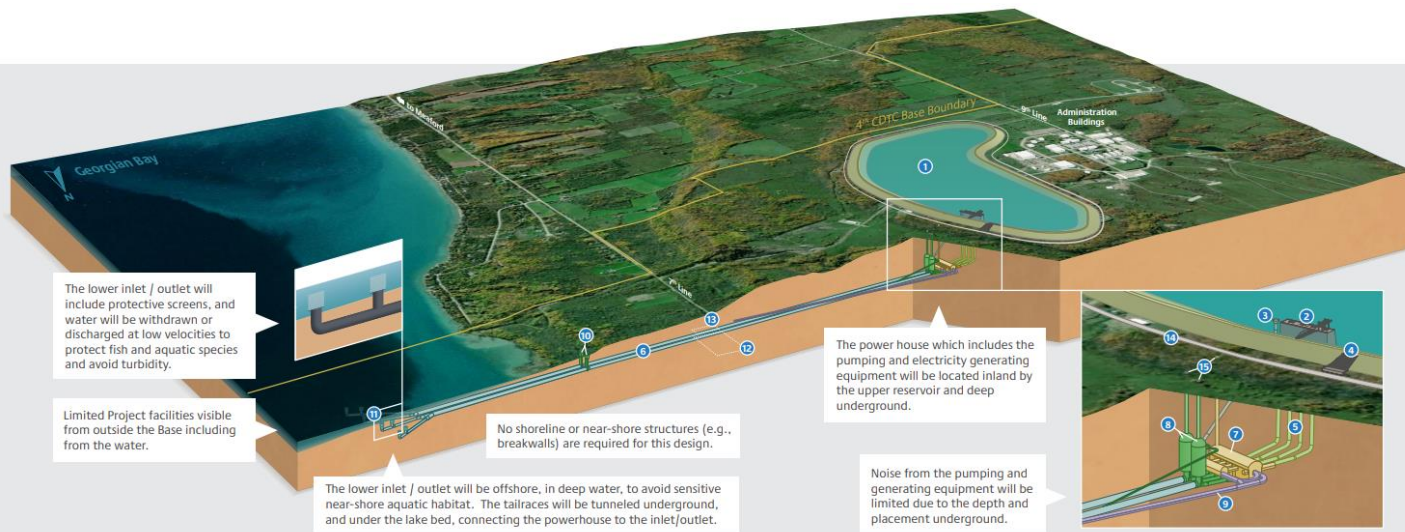 Georgian Bay
N
to Meaford
7th Line
4th CDTC Base Boundary
9th Line
Administration
Buildings
1
The lower inlet / outlet will
include protective screens, and
water will be withdrawn or
discharged at low velocities to
protect fish and aquatic species
and avoid turbidity.
Limited Project facilities visible
from outside the Base including
from the water.
11
10
6
13
12
No shoreline or near-shore structures (e.g.,
breakwalls) are required for this design.
The lower inlet / outlet will be offshore, in deep water, to avoid sensitive
near-shore aquatic habitat. The tailraces will be tunneled underground,
and under the lake bed, connecting the powerhouse to the inlet/outlet.
The power house which includes the
pumping and electricity generating
equipment will be located inland by
the upper reservoir and deep
underground.
Noise from the pumping and
generating equipment will be
limited due to the depth and
placement underground.
3
2
14
4
15
8
7
5
9